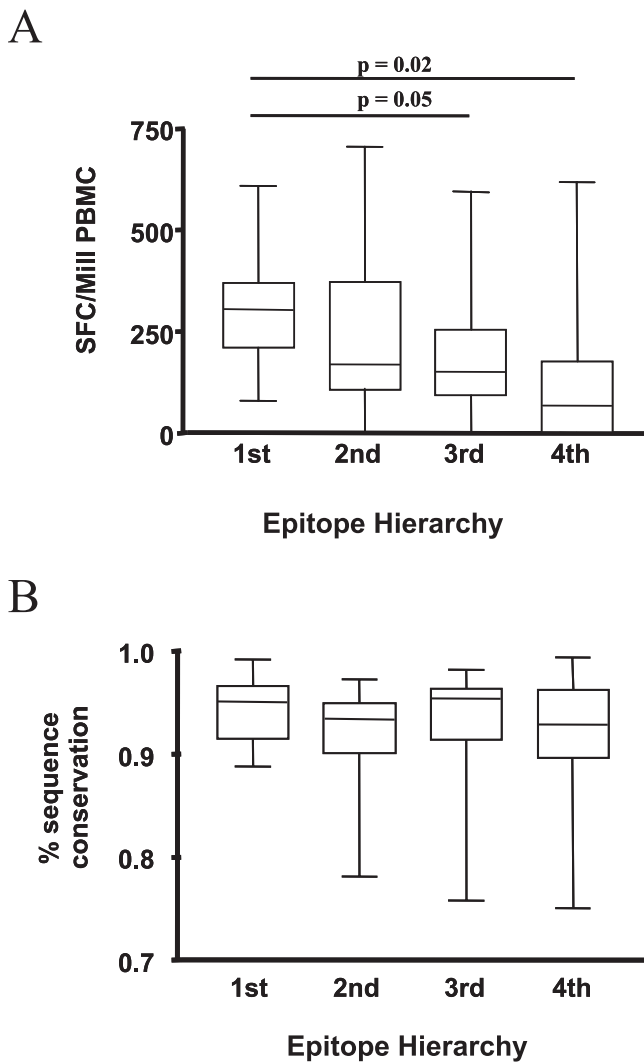 A
p = 0.02
p = 0.05
750
500
250
0
SFC/Mill PBMC
1st 2nd 3rd 4th
Epitope Hierarchy
B
1.0
0.9
0.8
0.7
% sequence
conservation
1st 2nd 3rd 4th
Epitope Hierarchy